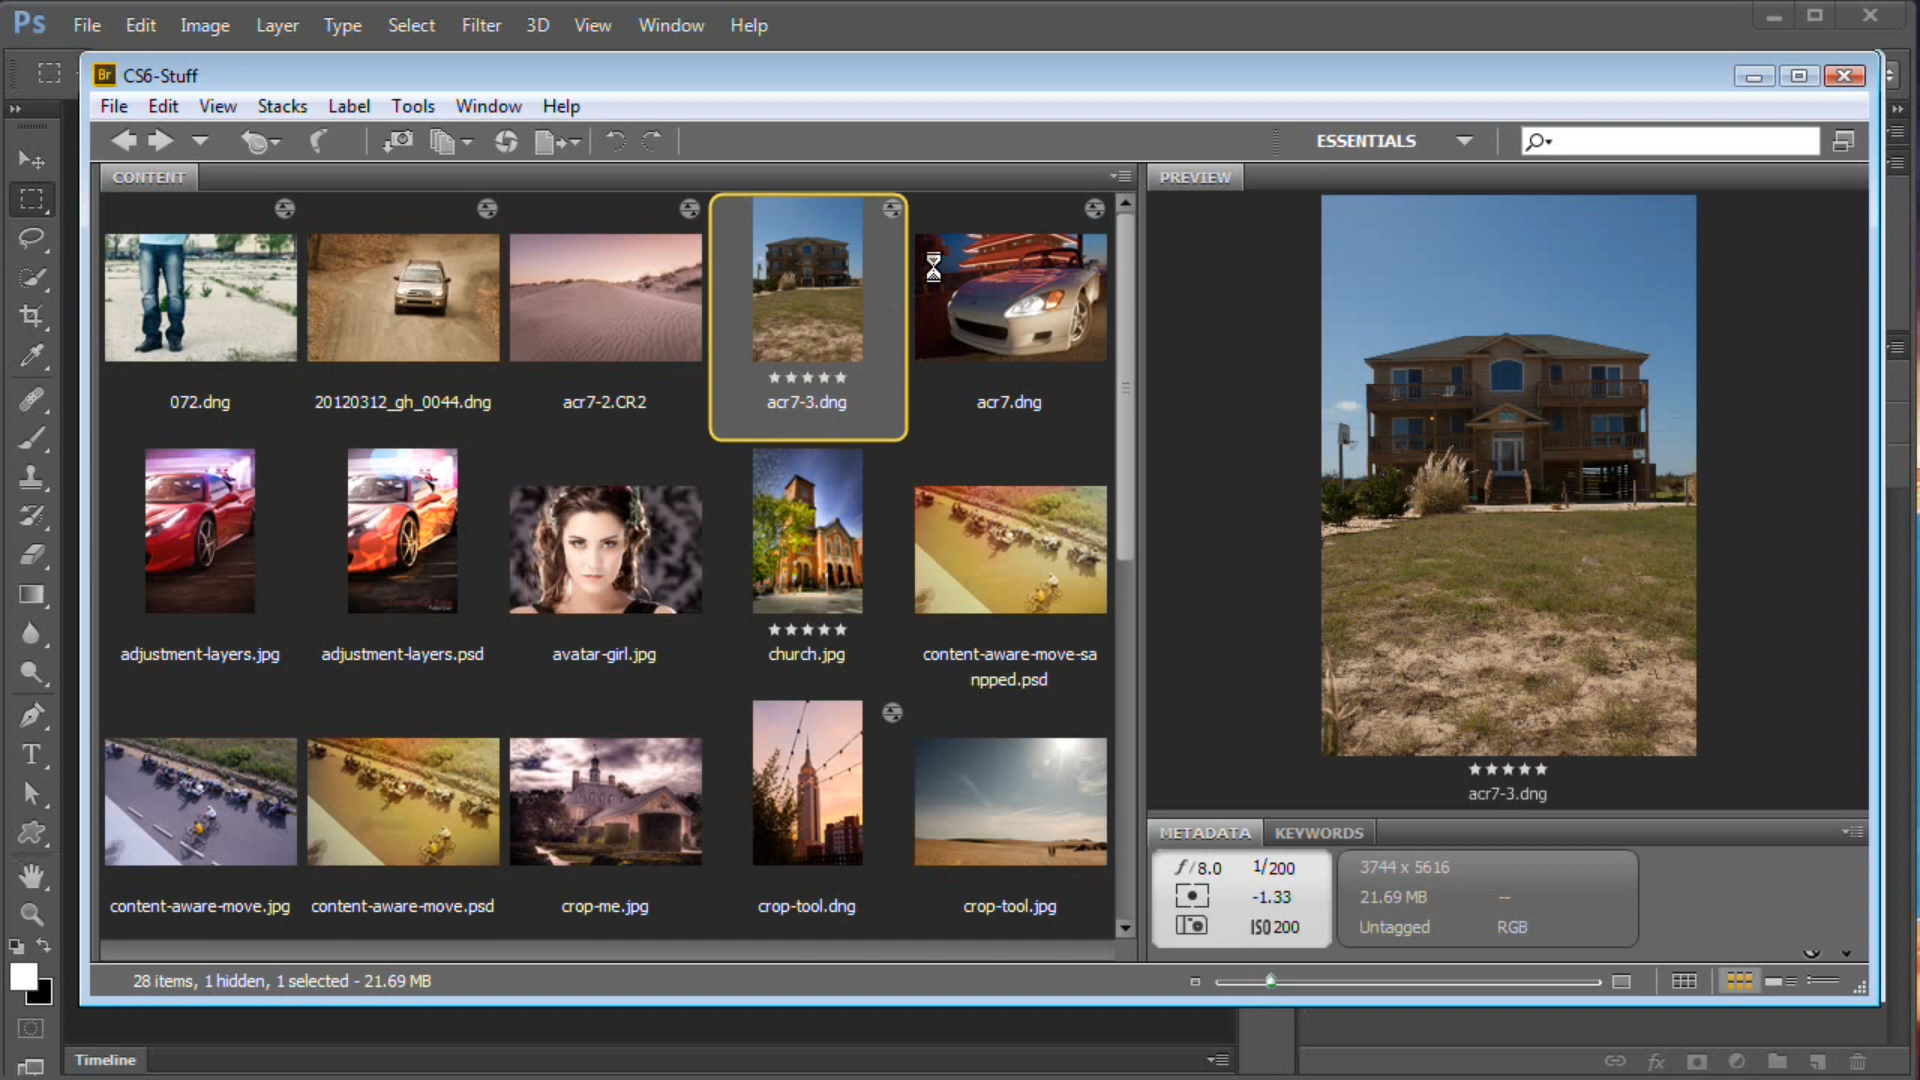 Ps File Edit Image Layer Type Select Filter 3D View Window Help
Br CS6-Stuff
File Edit View Stacks Label Tools Window Help
ESSENTIALS
CONTENT
PREVIEW
072.dng 20120312_gh_0044.dng acr7-2.CR2 acr7-3.dng acr7.dng
adjustment-layers.jpg adjustment-layers.psd avatar-girl.jpg church.jpg content-aware-move-sa
npped.psd
content-aware-move.jpg content-aware-move.psd crop-me.jpg crop-tool.dng crop-tool.jpg
acr7-3.dng
METADATA KEYWORDS
f/8.0 1/200
-1.33
ISO200
3744 x 5616
21.69 MB --
Untagged RGB
28 items, 1 hidden, 1 selected - 21.69 MB
Timeline
fx